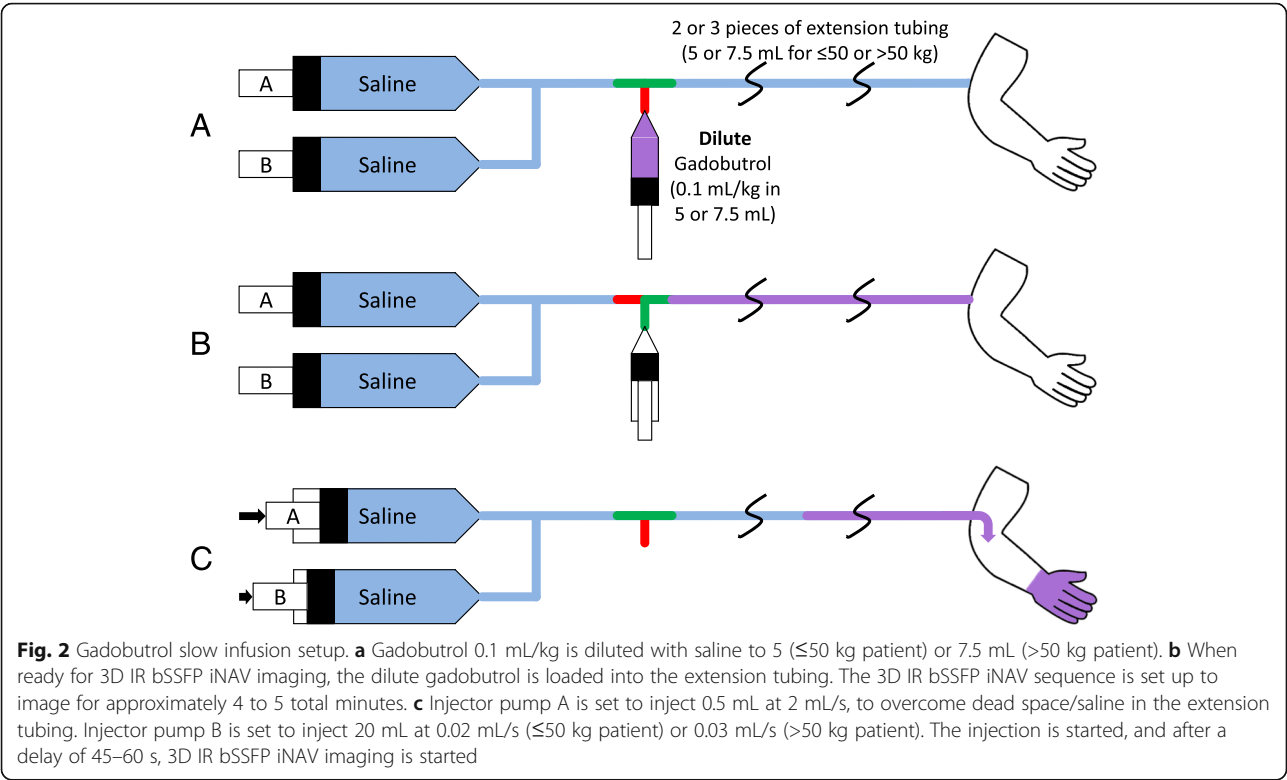 2 or 3 pieces of extension tubing
(5 or 7.5 mL for ≤50 or >50 kg)
A
Saline
A
B
Saline
Dilute
Gadobutrol
(0.1 mL/kg in
5 or 7.5 mL)
A
Saline
B
B
Saline
A
Saline
C
B
Saline
Fig. 2 Gadobutrol slow infusion setup. a Gadobutrol 0.1 mL/kg is diluted with saline to 5 (≤50 kg patient) or 7.5 mL (>50 kg patient). b When
ready for 3D IR bSSFP iNAV imaging, the dilute gadobutrol is loaded into the extension tubing. The 3D IR bSSFP iNAV sequence is set up to
image for approximately 4 to 5 total minutes. c Injector pump A is set to inject 0.5 mL at 2 mL/s, to overcome dead space/saline in the extension
tubing. Injector pump B is set to inject 20 mL at 0.02 mL/s (≤50 kg patient) or 0.03 mL/s (>50 kg patient). The injection is started, and after a
delay of 45–60 s, 3D IR bSSFP iNAV imaging is started